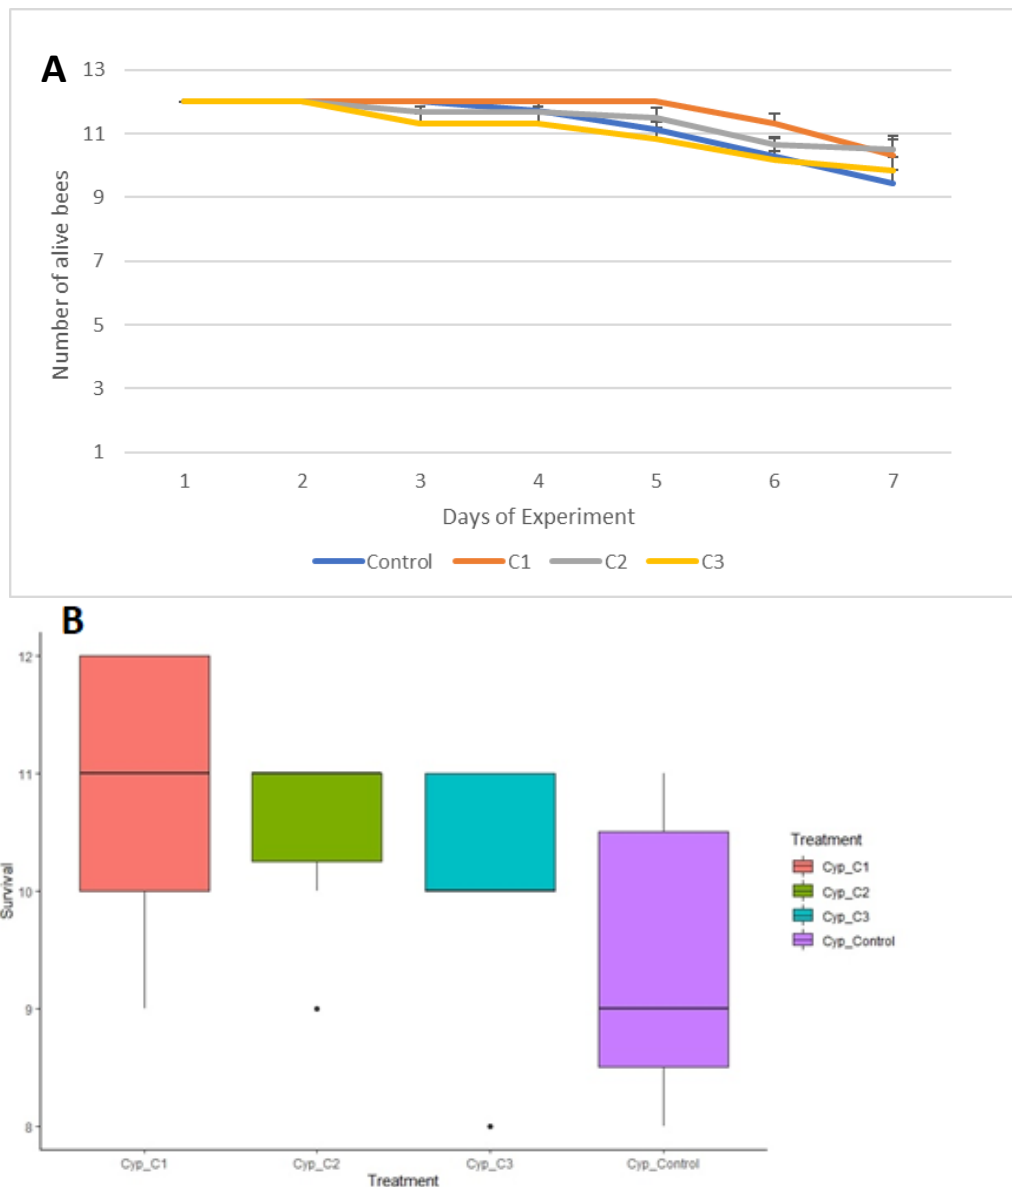 A
13
11
9
7
5
3
1
Number of alive bees
1 2 3 4 5 6 7
Days of Experiment
Control C1 C2 C3
B
12
11
10
9
8
Survival
Cyp_C1 Cyp_C2 Cyp_C3 Cyp_Control
Treatment
Treatment
Cyp_C1
Cyp_C2
Cyp_C3
Cyp_Control